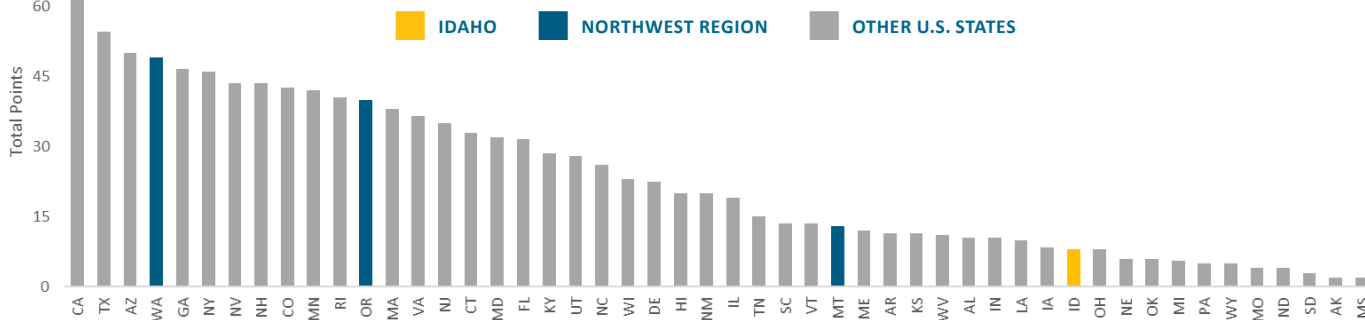 60
IDAHO NORTHWEST REGION OTHER U.S. STATES
45
Total Points
30
15
0
CA TX AZ WA GA NY NV NH CO MN RI OR MA VA NJ CT MD FL KY UT NC WI DE HI NM IL TN SC VT MT ME AR KS WV AL IN LA IA ID OH NE OK MI PA WY MO ND SD AK MS